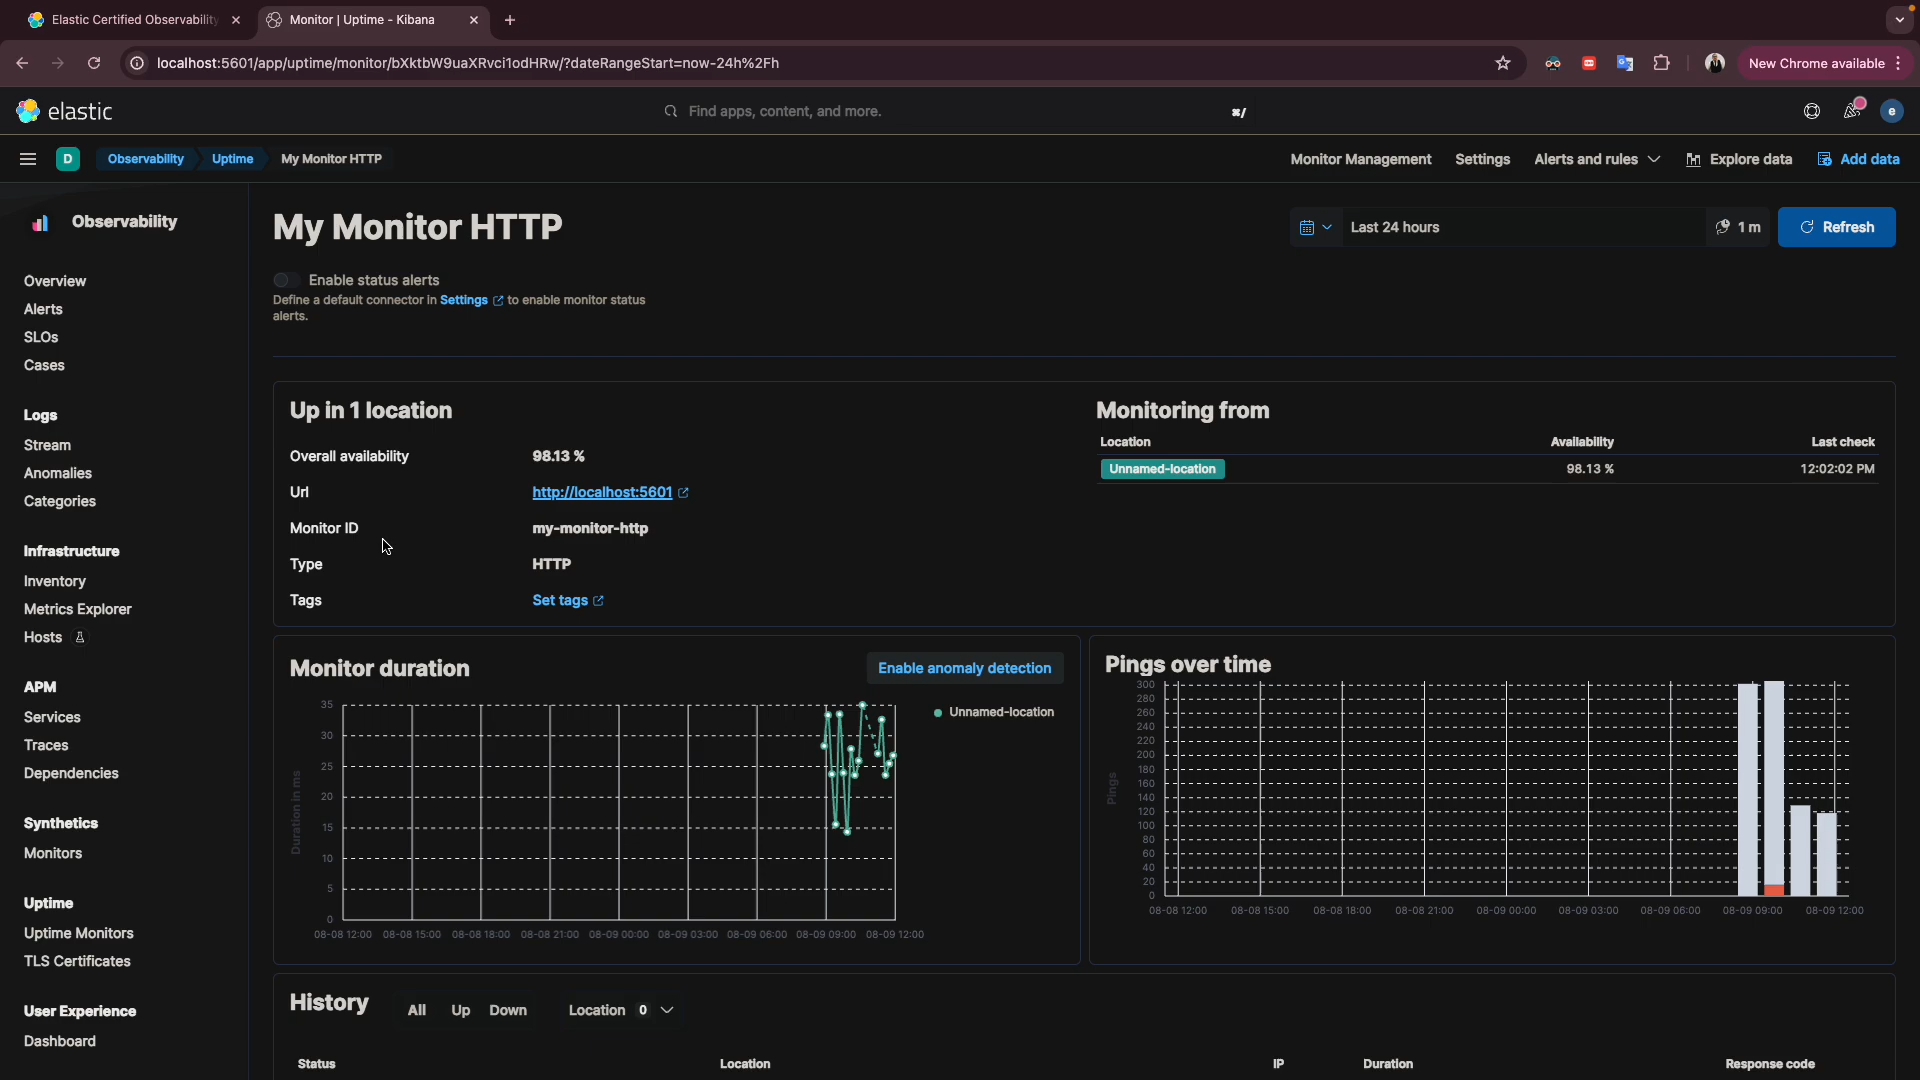 Elastic Certified Observability
Monitor | Uptime - Kibana
localhost:5601/app/uptime/monitor/bXktbW9uaXRvci1odHRw/?dateRangeStart=now-24h%2Fh
New Chrome available
elastic
Find apps, content, and more.
⌘/
e
D
Observability
Uptime
My Monitor HTTP
Monitor Management
Settings
Alerts and rules
Explore data
Add data
Observability
Overview
Alerts
SLOs
Cases
Logs
Stream
Anomalies
Categories
Infrastructure
Inventory
Metrics Explorer
Hosts
APM
Services
Traces
Dependencies
Synthetics
Monitors
Uptime
Uptime Monitors
TLS Certificates
User Experience
Dashboard
My Monitor HTTP
Last 24 hours
1 m
Refresh
Enable status alerts
Define a default connector in Settings to enable monitor status
alerts.
Up in 1 location
Overall availability 98.13 %
Url http://localhost:5601
Monitor ID my-monitor-http
Type HTTP
Tags Set tags
Monitoring from
Location Availability Last check
Unnamed-location 98.13 % 12:02:02 PM
Monitor duration
Enable anomaly detection
Unnamed-location
Duration in ms
35
30
25
20
15
10
5
0
08-08 12:00 08-08 15:00 08-08 18:00 08-08 21:00 08-09 00:00 08-09 03:00 08-09 06:00 08-09 09:00 08-09 12:00
Pings over time
Pings
300
280
260
240
220
200
180
160
140
120
100
80
60
40
20
0
08-08 12:00 08-08 15:00 08-08 18:00 08-08 21:00 08-09 00:00 08-09 03:00 08-09 06:00 08-09 09:00 08-09 12:00
History
All Up Down
Location 0
Status Location IP Duration Response code